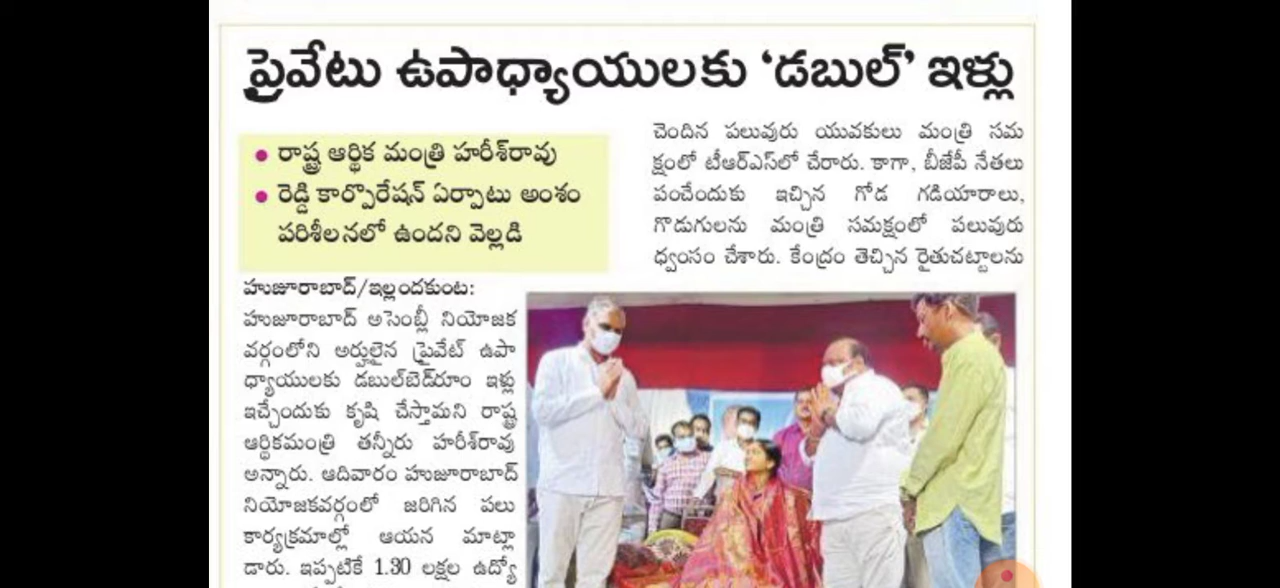 ప్రైవేటు ఉపాధ్యాయులకు ‘డబుల్’ ఇళ్లు
• రాష్ట్ర ఆర్థిక మంత్రి హరీశ్‌రావు
• రెడ్డి కార్పొరేషన్ ఏర్పాటు అంశం
పరిశీలనలో ఉందని వెల్లడి
హుజూరాబాద్/ఇల్లందకుంట:
హుజూరాబాద్ అసెంబ్లీ నియోజక
వర్గంలోని అర్హులైన ప్రైవేట్ ఉపా
ధ్యాయులకు డబుల్‌బెడ్‌రూం ఇళ్లు
ఇచ్చేందుకు కృషి చేస్తామని రాష్ట్ర
ఆర్థికమంత్రి తన్నీరు హరీశ్‌రావు
అన్నారు. ఆదివారం హుజూరాబాద్
నియోజకవర్గంలో జరిగిన పలు
కార్యక్రమాల్లో ఆయన మాట్లా
డారు. ఇప్పటికే 1.30 లక్షల ఉద్యో
చెందిన పలువురు యువకులు మంత్రి సమ
క్షంలో టీఆర్ఎస్‌లో చేరారు. కాగా, బీజేపీ నేతలు
పంచేందుకు ఇచ్చిన గోడ గడియారాలు,
గొడుగులను మంత్రి సమక్షంలో పలువురు
ధ్వంసం చేశారు. కేంద్రం తెచ్చిన రైతుచట్టాలను